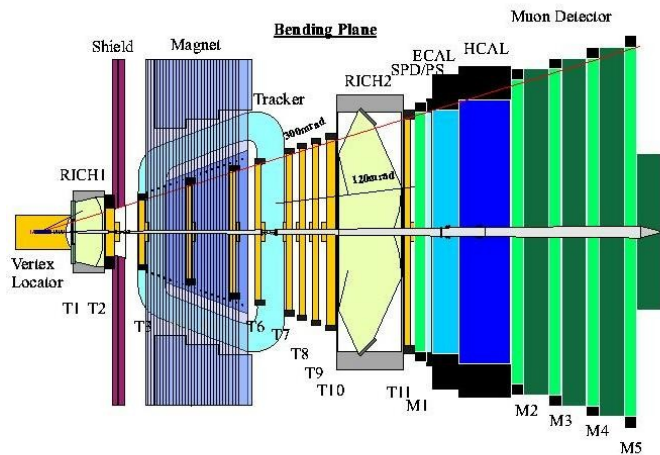 Bending Plane
Muon Detector
Shield
Magnet
HCAL
ECAL
SPD/PS
RICH2
Tracker
300mrad
RICH1
120mrad
Vertex
Locator
T1
T2
T3
T6
T7
T8
T9
T10
T11
M1
M2
M3
M4
M5